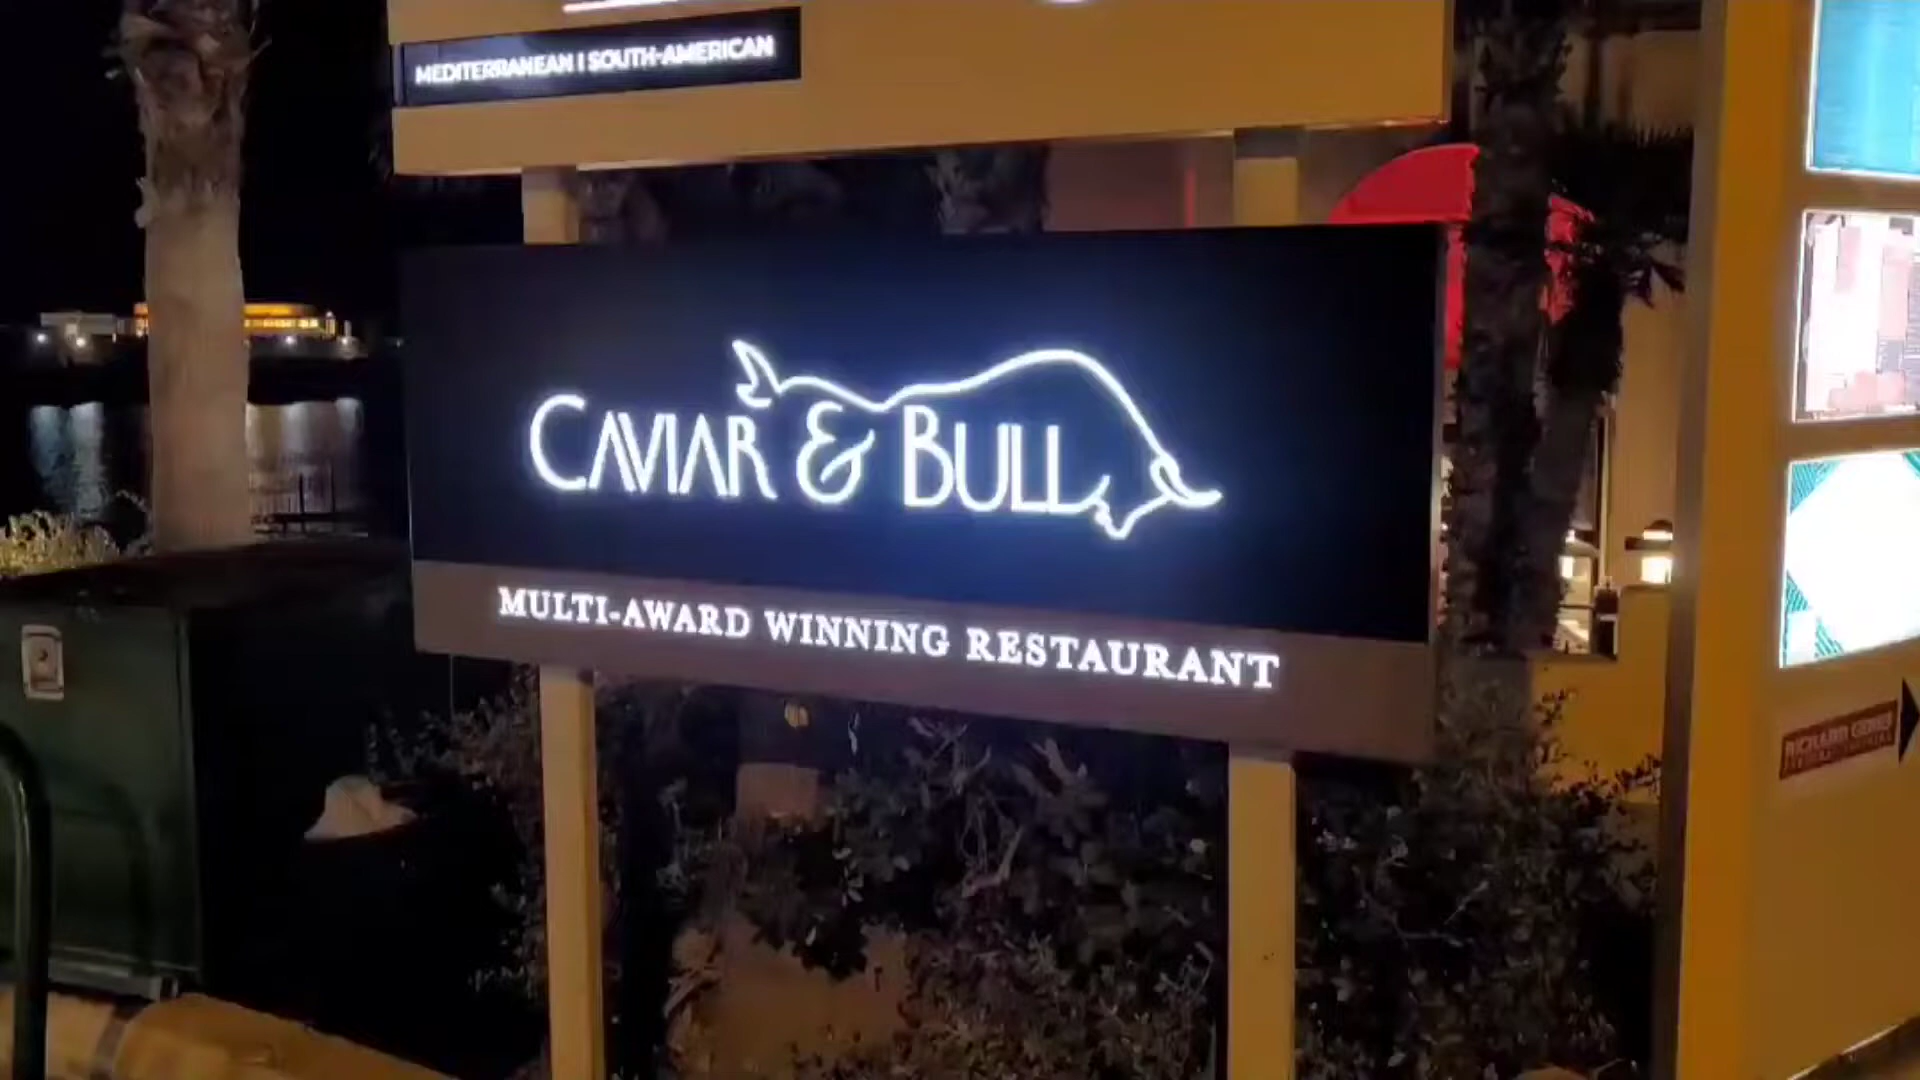 MEDITERRANEAN | SOUTH-AMERICAN
CAVIAR & BULL
MULTI-AWARD WINNING RESTAURANT